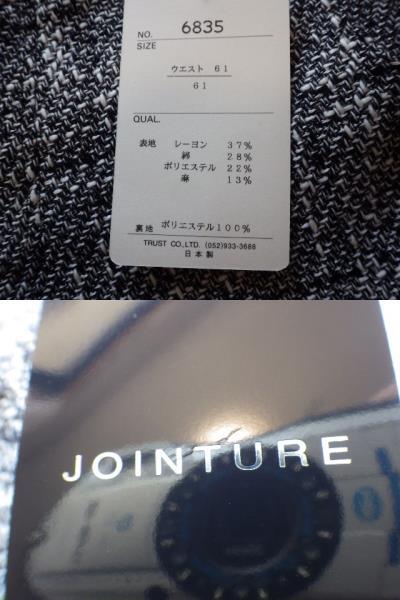 NO. 6835
SIZE
ウエスト 61
61
QUAL.
表地 レーヨン 37%
綿 28%
ポリエステル 22%
麻 13%
裏地 ポリエステル100%
TRUST CO.,LTD. (052)933-3688
日本製
JOINTURE